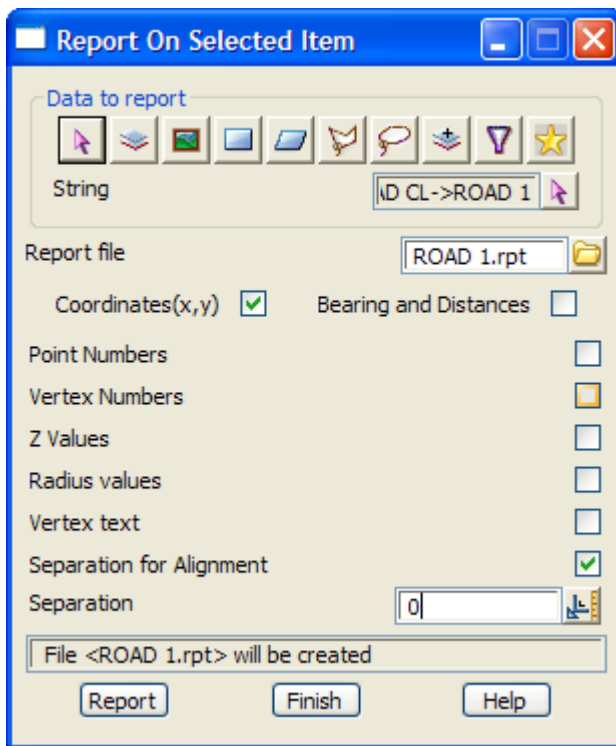 Report On Selected Item
Data to report
String AD CL->ROAD 1
Report file ROAD 1.rpt
Coordinates(x,y) Bearing and Distances
Point Numbers
Vertex Numbers
Z Values
Radius values
Vertex text
Separation for Alignment
Separation 0
File <ROAD 1.rpt> will be created
Report Finish Help